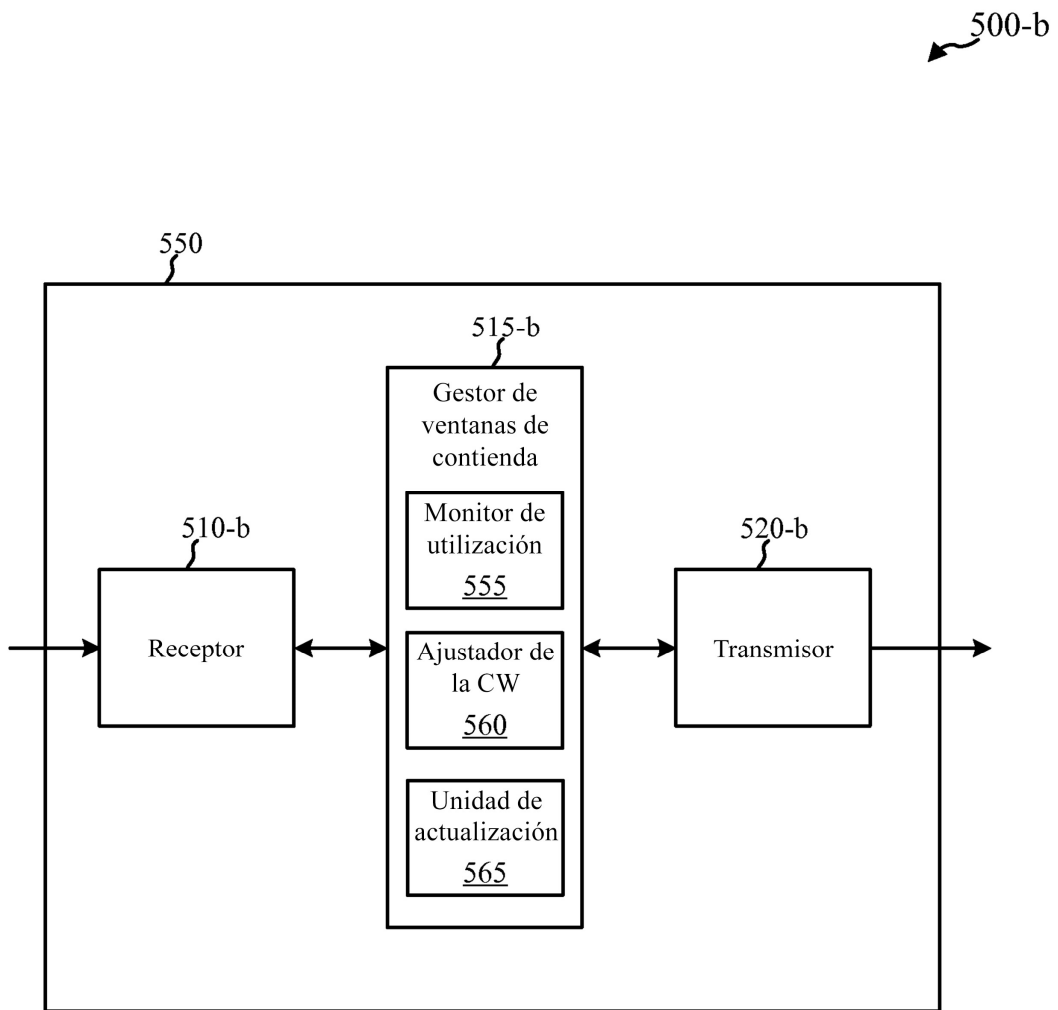 500-b
550
515-b
Gestor de
ventanas de
contienda
Monitor de
utilización
555
510-b
Receptor
520-b
Transmisor
Ajustador de
la CW
560
Unidad de
actualización
565